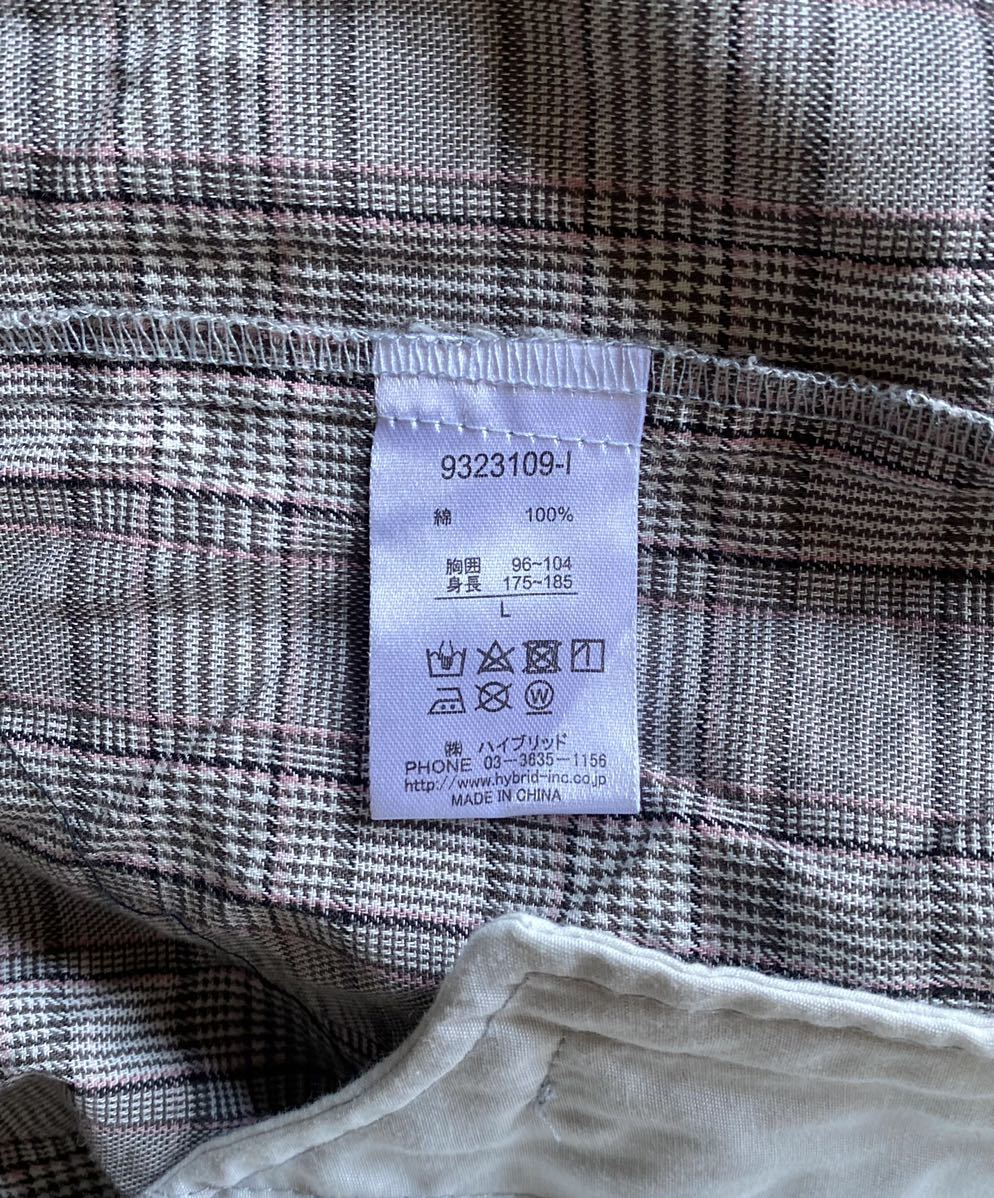 9323109-I
綿 100%
胸囲 96~104
身長 175~185
L
W
㈱ ハイブリッド
PHONE 03-3635-1156
http://www.hybrid-inc.co.jp
MADE IN CHINA